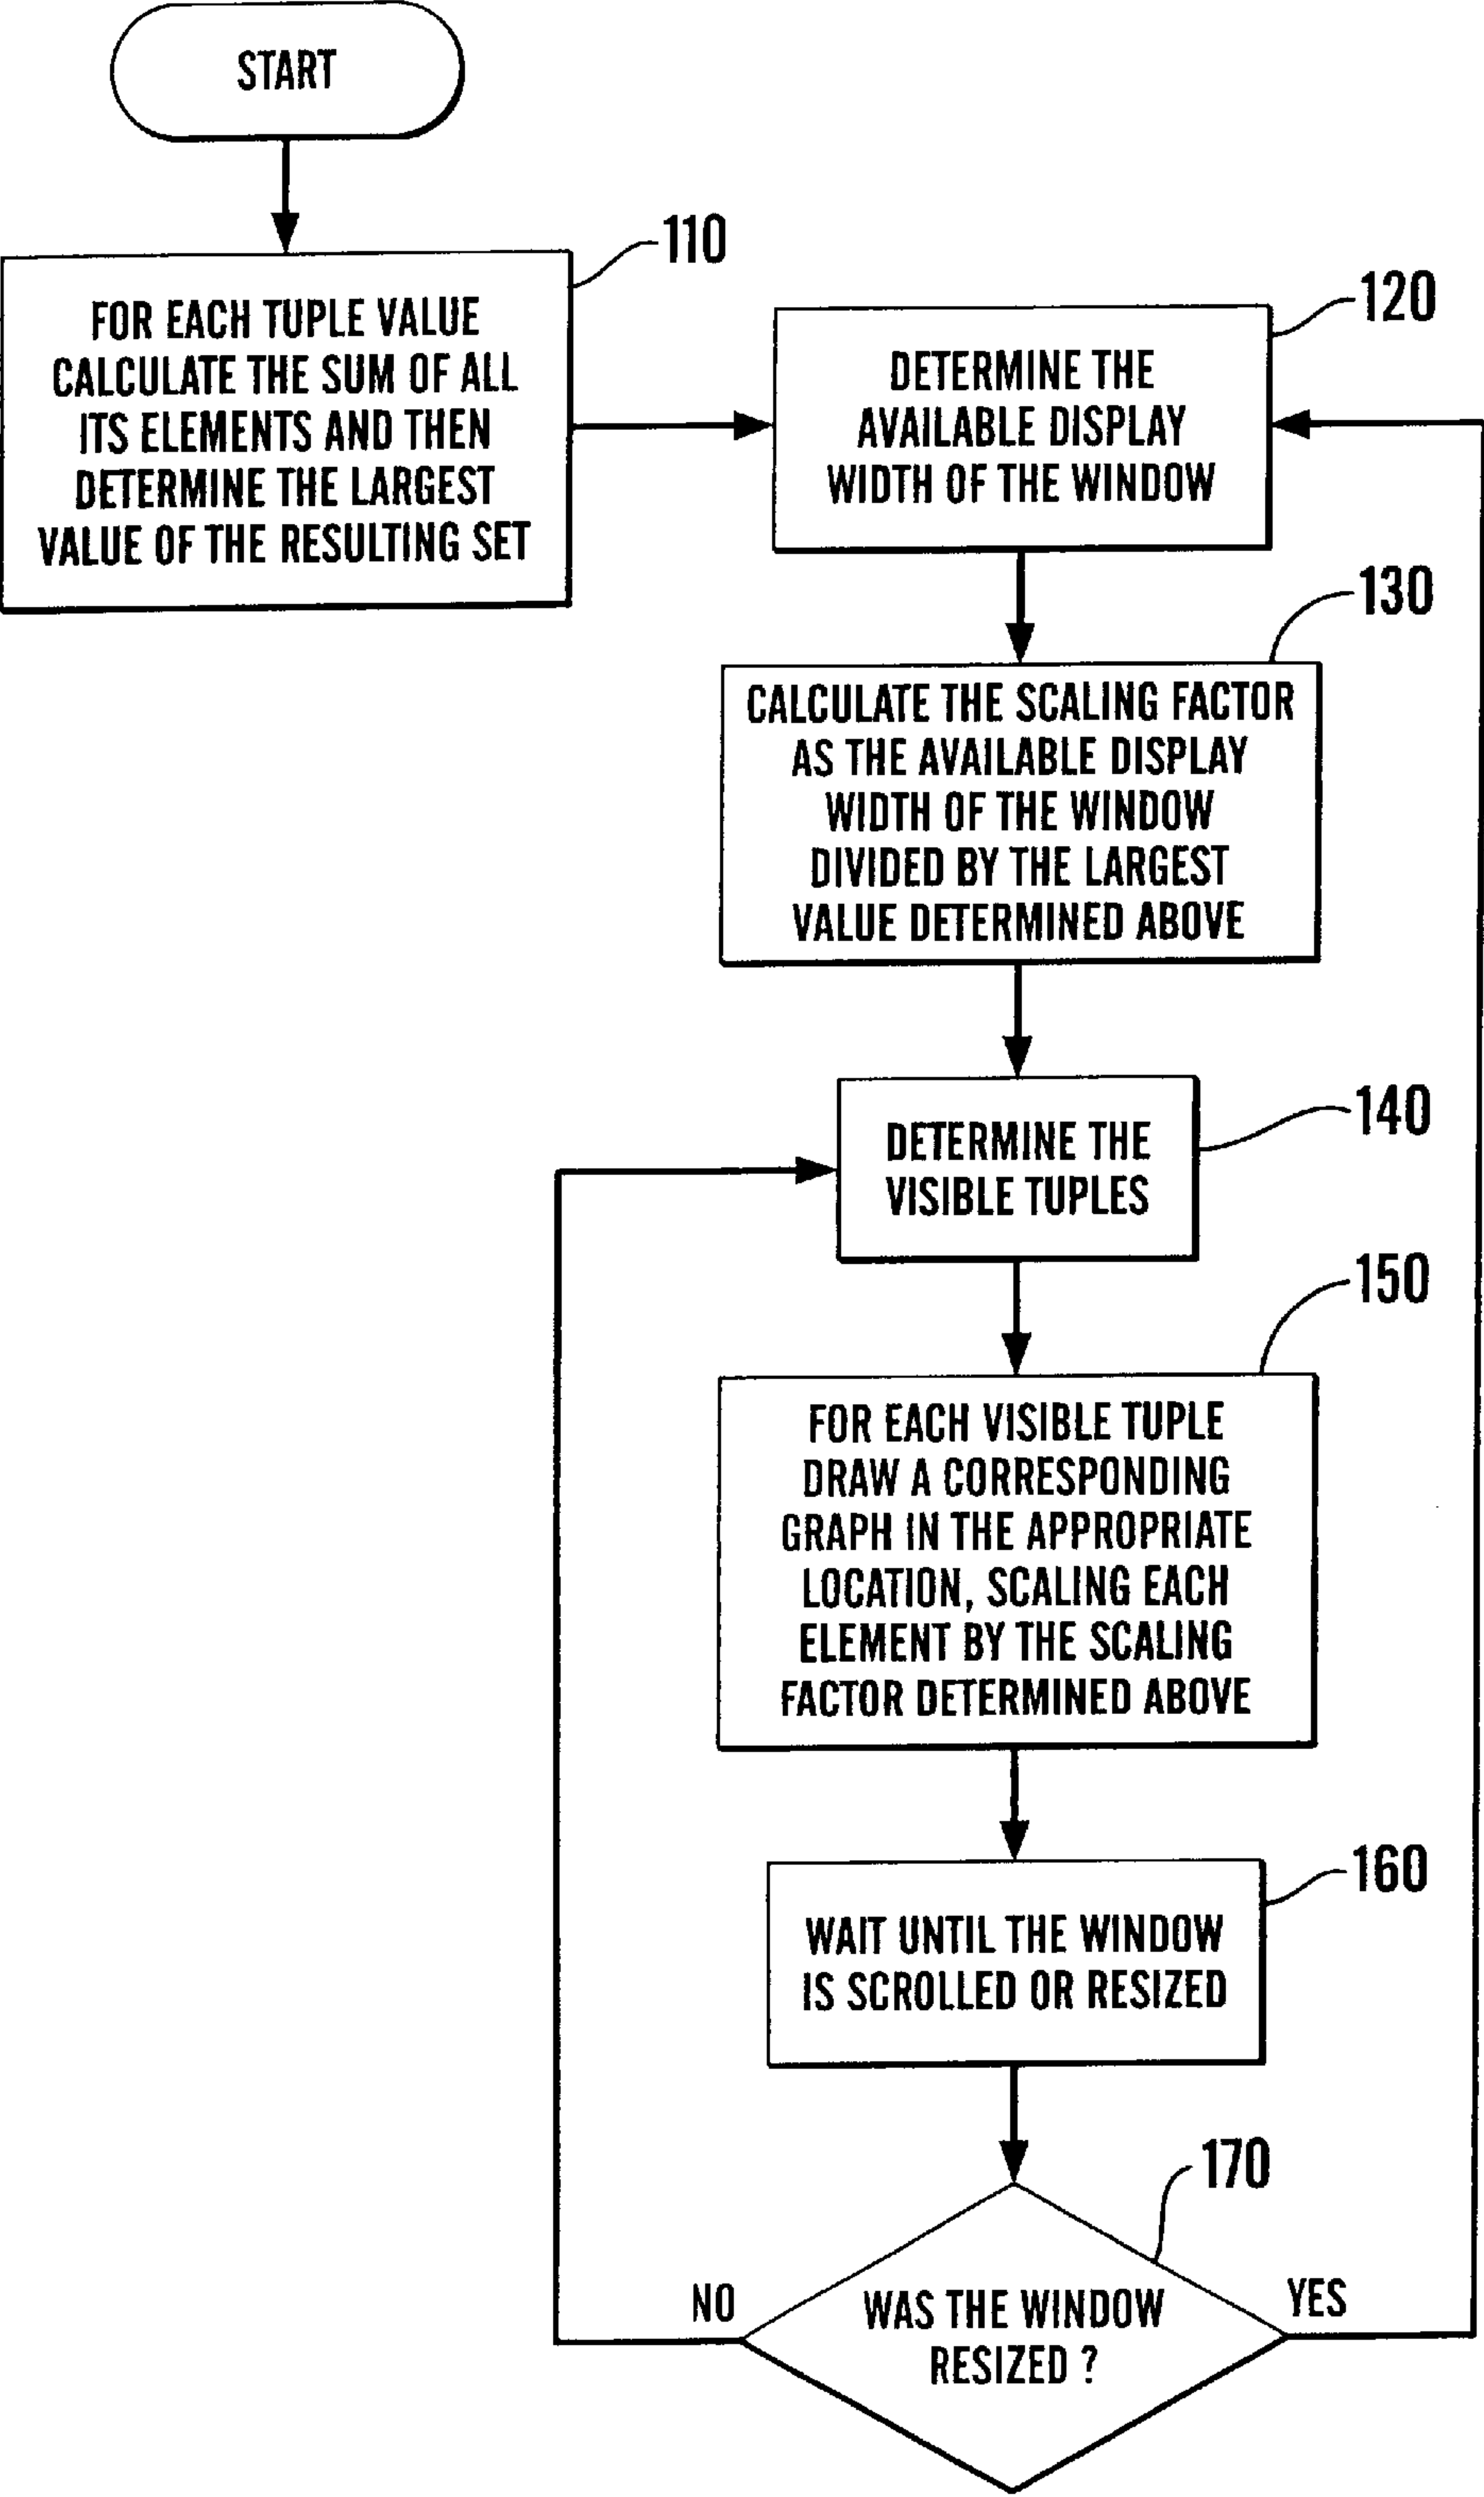 START
110
FOR EACH TUPLE VALUE
CALCULATE THE SUM OF ALL
ITS ELEMENTS AND THEN
DETERMINE THE LARGEST
VALUE OF THE RESULTING SET
120
DETERMINE THE
AVAILABLE DISPLAY
WIDTH OF THE WINDOW
130
CALCULATE THE SCALING FACTOR
AS THE AVAILABLE DISPLAY
WIDTH OF THE WINDOW
DIVIDED BY THE LARGEST
VALUE DETERMINED ABOVE
140
DETERMINE THE
VISIBLE TUPLES
150
FOR EACH VISIBLE TUPLE
DRAW A CORRESPONDING
GRAPH IN THE APPROPRIATE
LOCATION, SCALING EACH
ELEMENT BY THE SCALING
FACTOR DETERMINED ABOVE
160
WAIT UNTIL THE WINDOW
IS SCROLLED OR RESIZED
170
NO
WAS THE WINDOW
RESIZED ?
YES